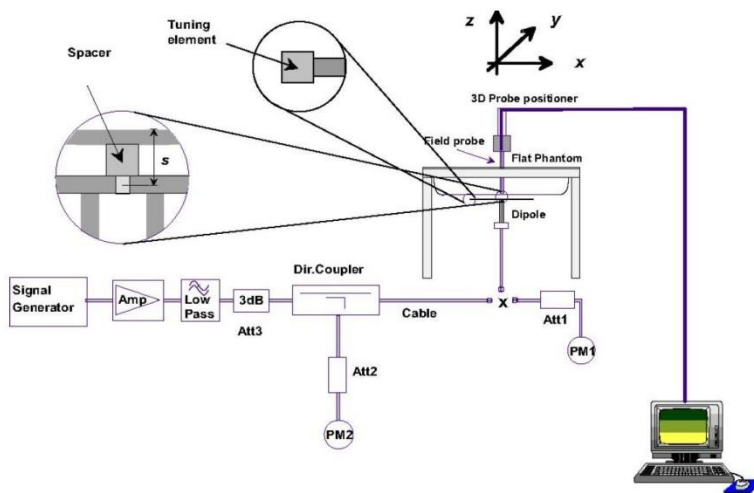 Tuning
element
Spacer
s
z
y
x
3D Probe positioner
Field probe
Flat Phantom
Dipole
Signal
Generator
Amp
Low
Pass
3dB
Att3
Dir.Coupler
Cable
x
Att1
PM1
Att2
PM2